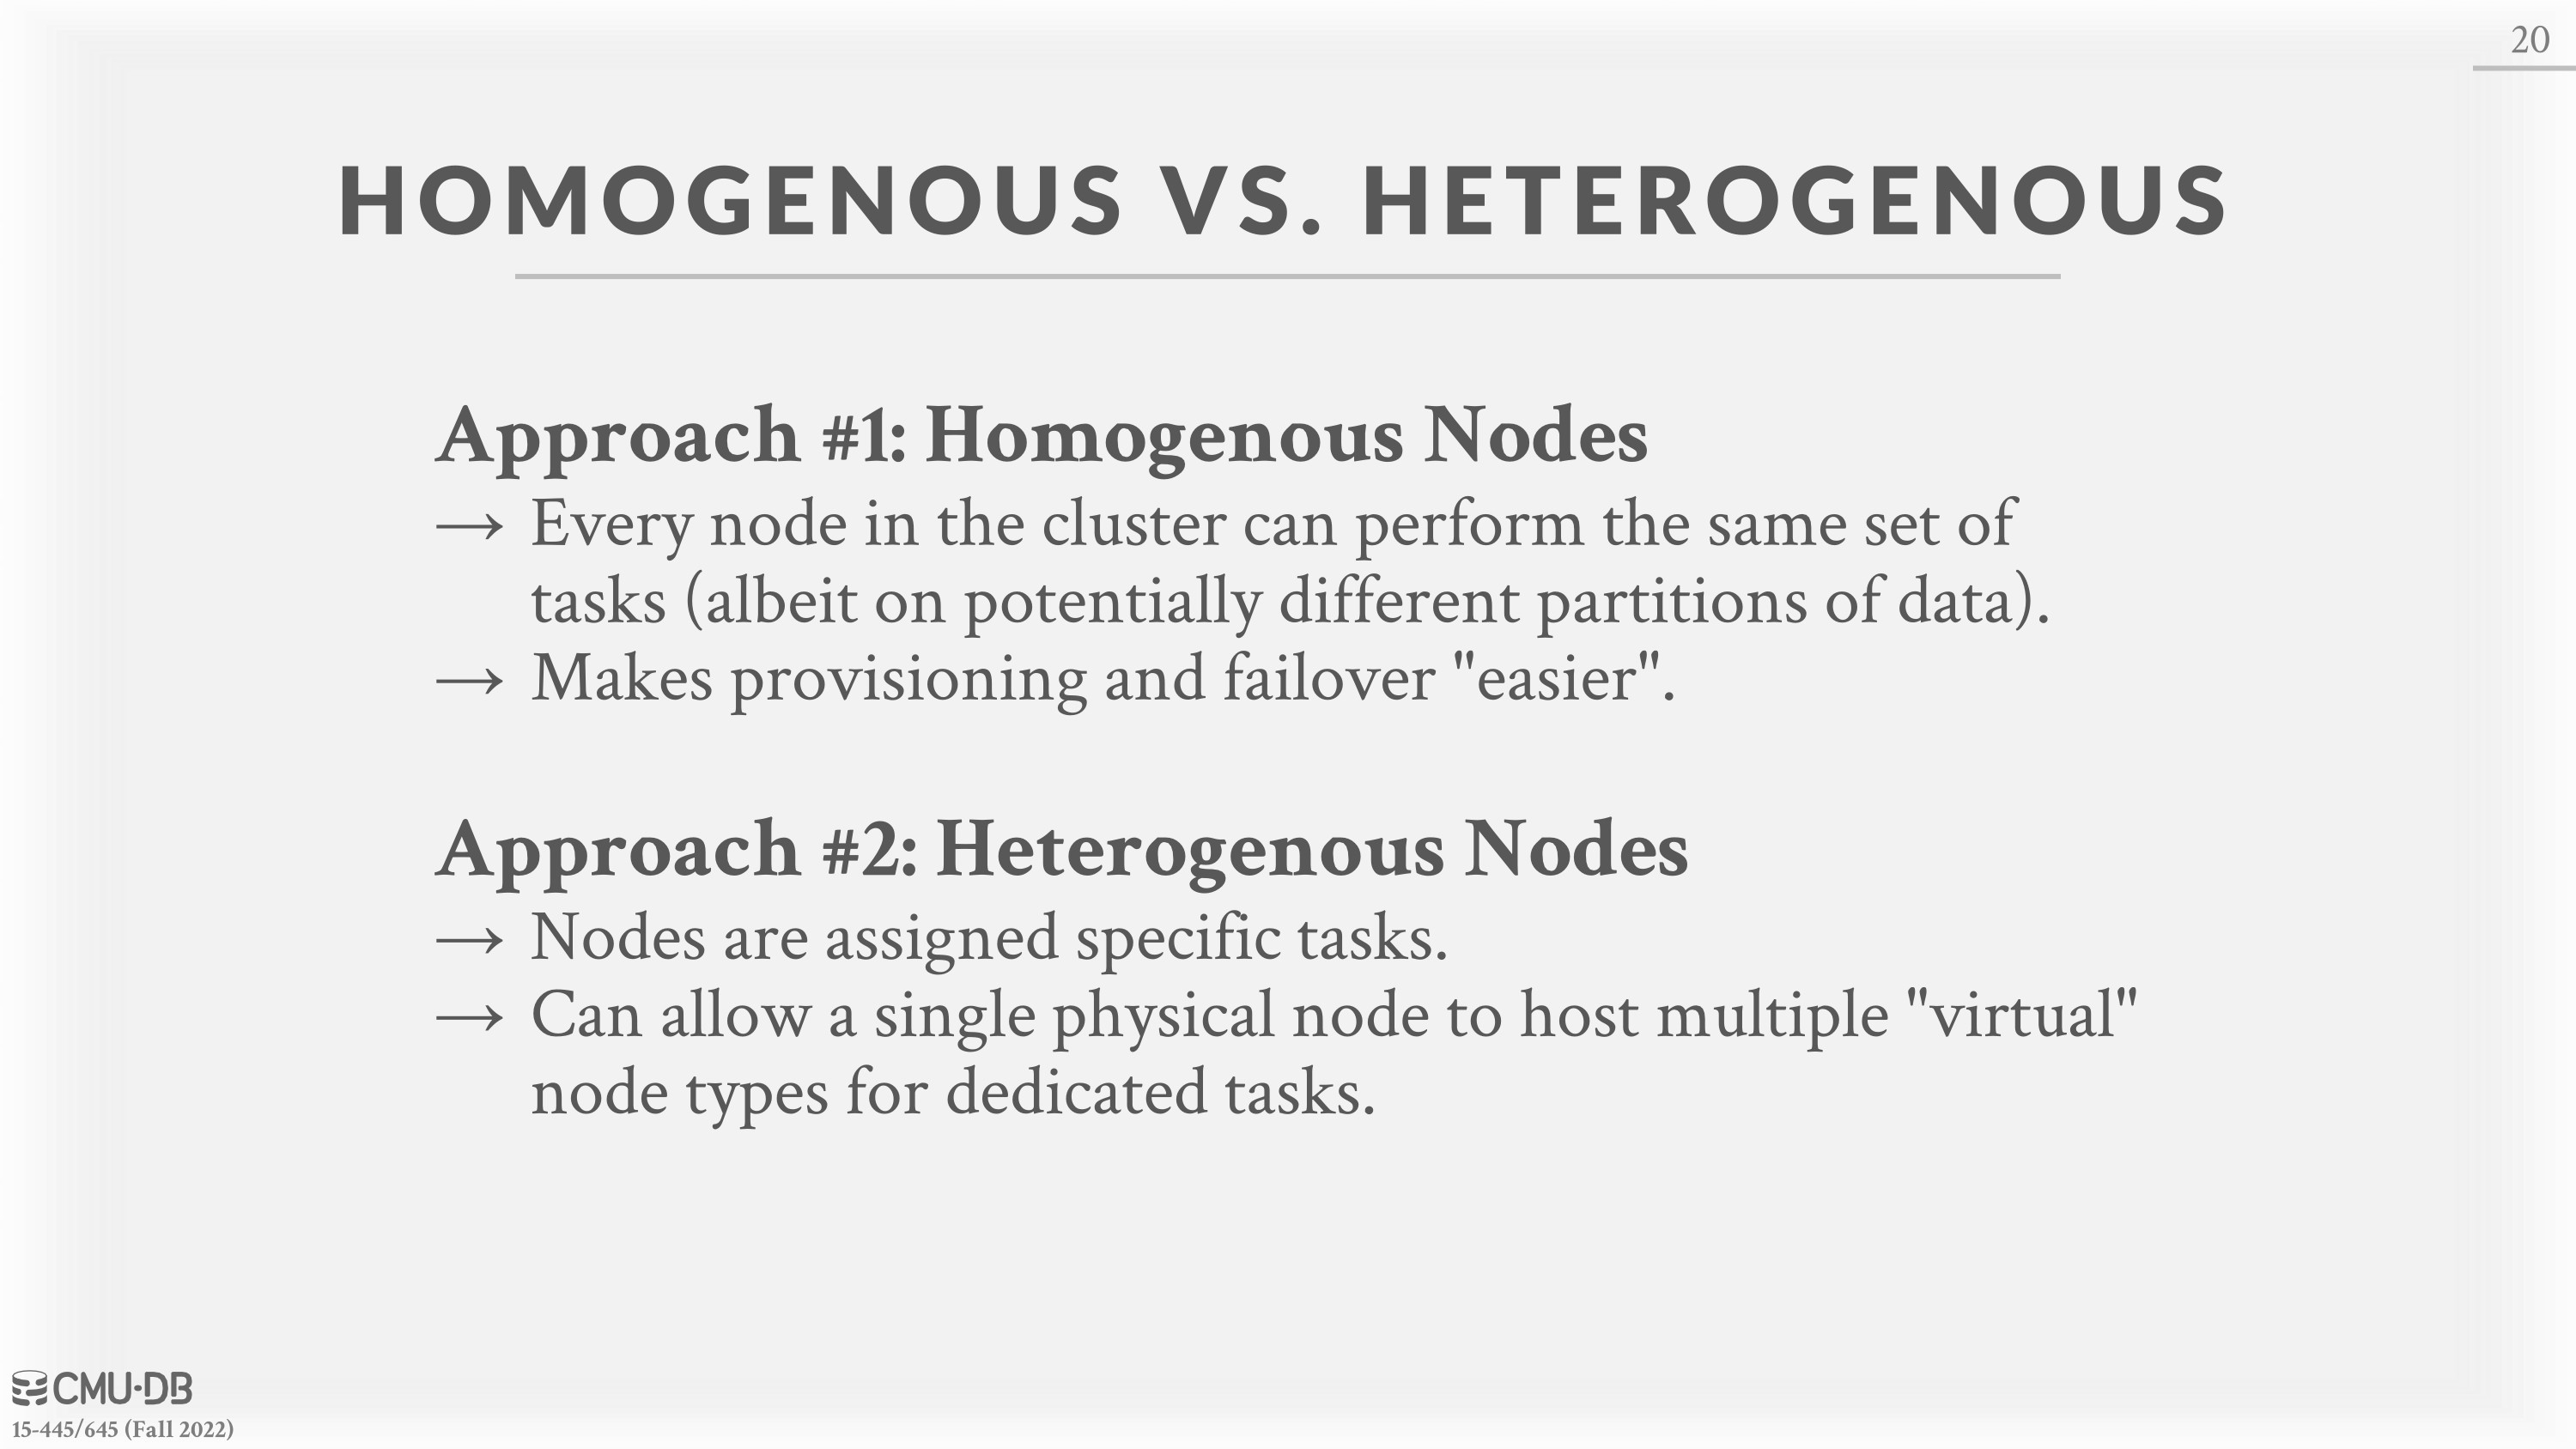 20
HOMOGENOUS VS. HETEROGENOUS
Approach #1: Homogenous Nodes
→ Every node in the cluster can perform the same set of
tasks (albeit on potentially different partitions of data).
→ Makes provisioning and failover "easier".
Approach #2: Heterogenous Nodes
→ Nodes are assigned specific tasks.
→ Can allow a single physical node to host multiple "virtual"
node types for dedicated tasks.
CMU·DB
15-445/645 (Fall 2022)